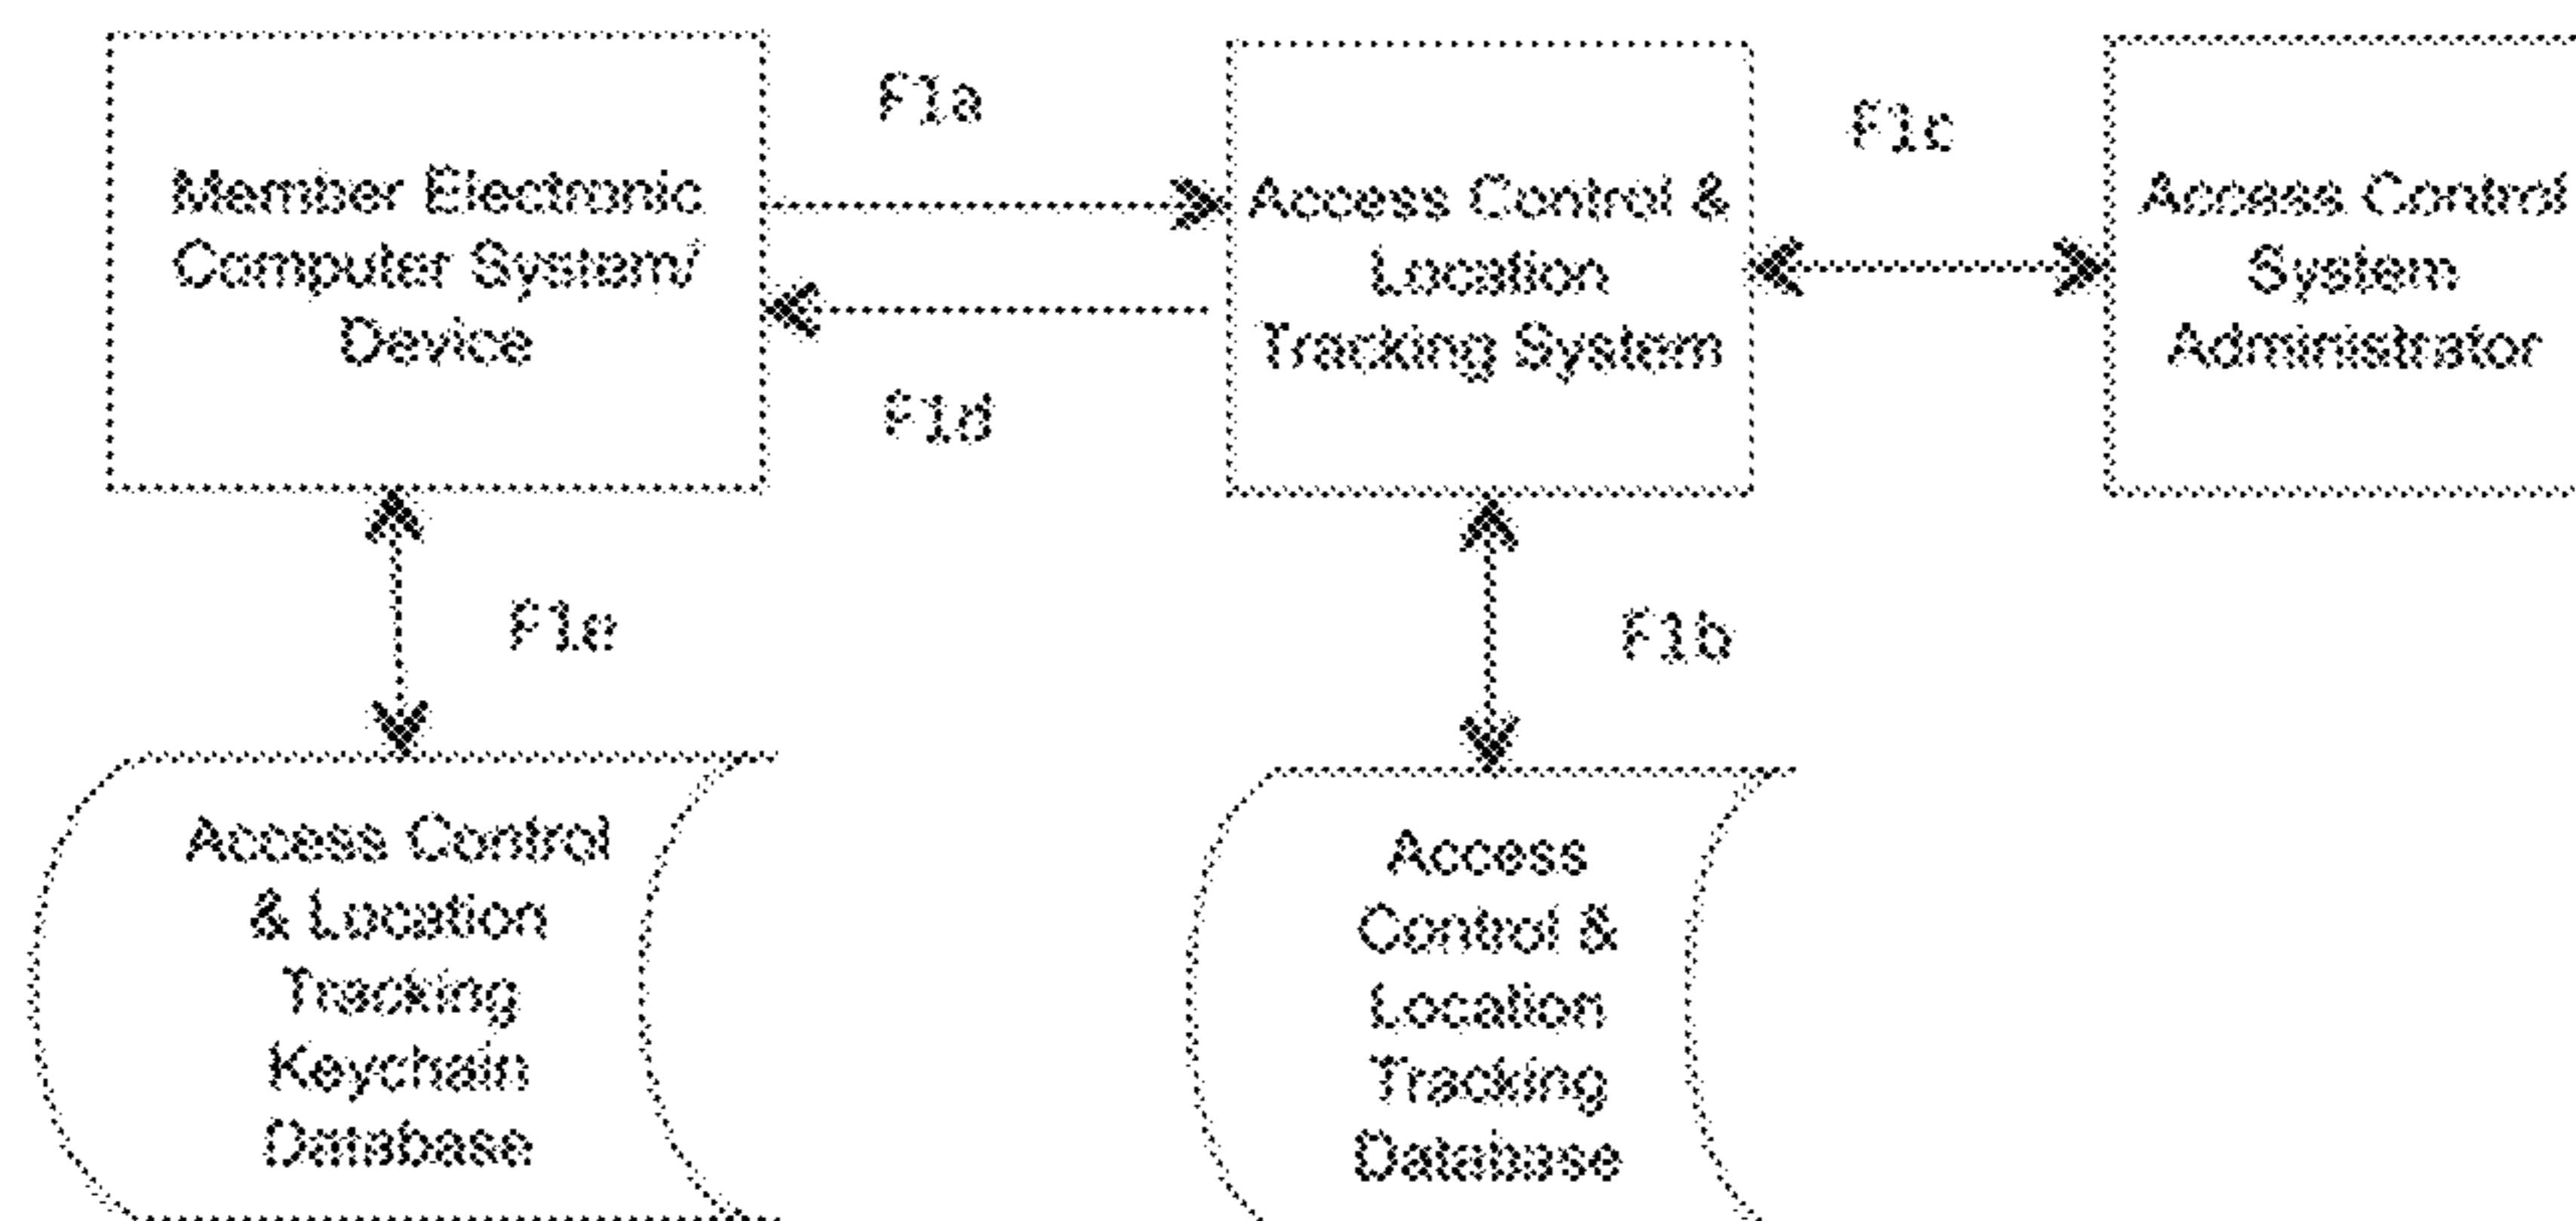 Member Electronic
Computer System/
Device
F1a
F1d
Access Control &
Location
Tracking System
F1c
Access Control
System
Administrator
F1e
F1b
Access Control
& Location
Tracking
Keychain
Database
Access
Control &
Location
Tracking
Database